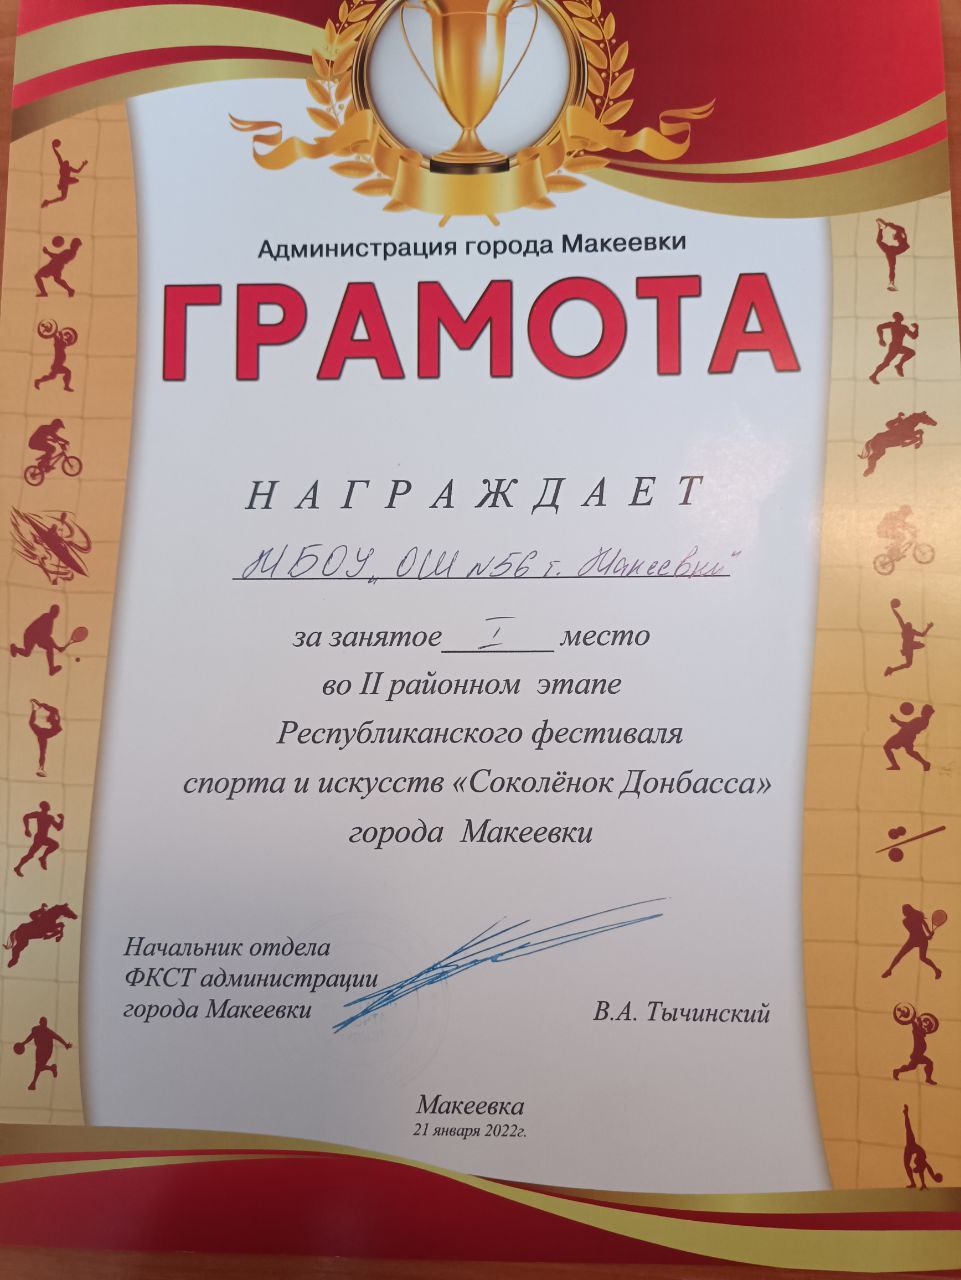 Администрация города Макеевки
ГРАМОТА
НАГРАЖДАЕТ
МБОУ „ОШ №56 г. Макеевки"
за занятое I место
во II районном этапе
Республиканского фестиваля
спорта и искусств «Соколёнок Донбасса»
города Макеевки
Начальник отдела
ФКСТ администрации
города Макеевки
В.А. Тычинский
Макеевка
21 января 2022г.